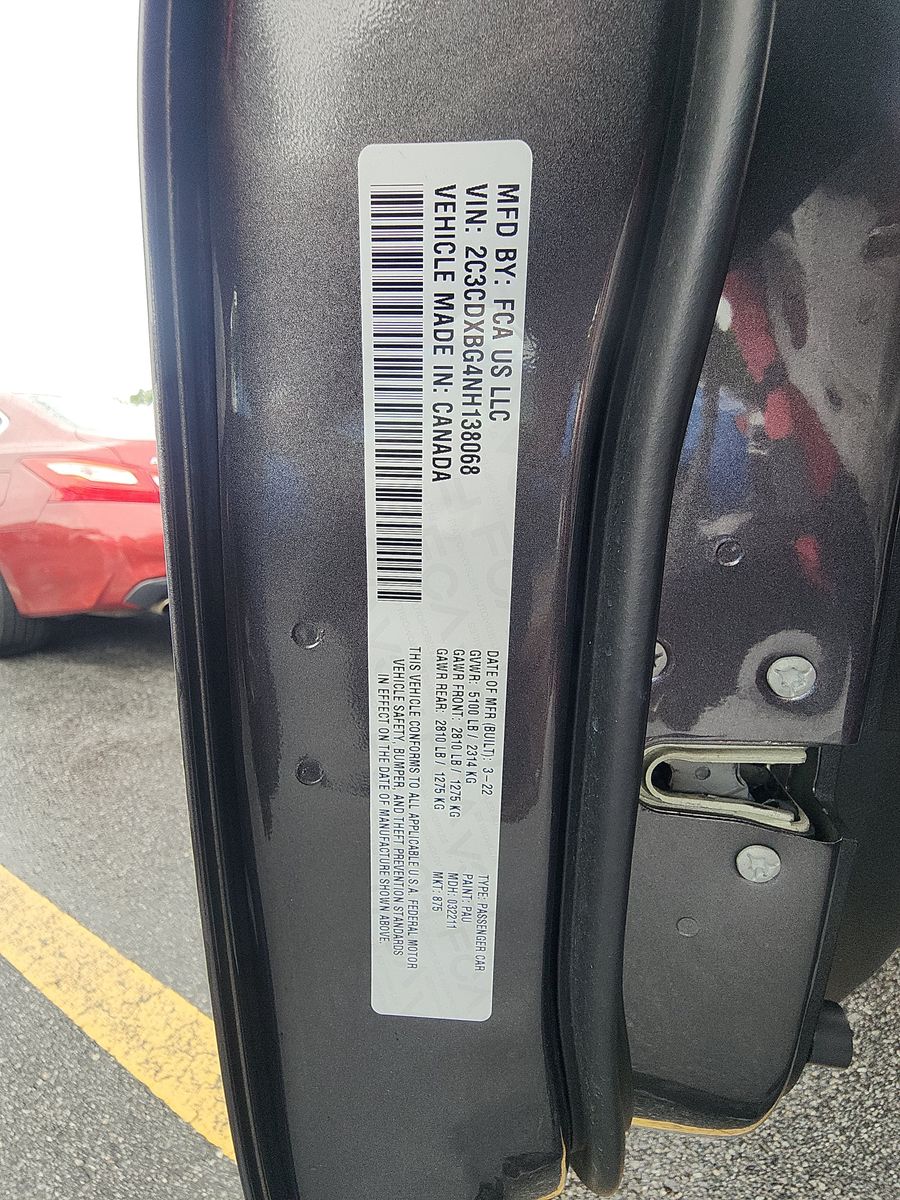 MFD BY: FCA US LLC
VIN: 2C3CDXBG4NH138068
VEHICLE MADE IN: CANADA
DATE OF MFR (BUILT): 3-22
GVWR: 5100 LB / 2314 KG
GAWR FRONT: 2810 LB / 1275 KG
GAWR REAR: 2810 LB / 1275 KG
TYPE: PASSENGER CAR
PAINT: PAU
MDH: 032211
MKT: 875
THIS VEHICLE CONFORMS TO ALL APPLICABLE U.S.A. FEDERAL MOTOR
VEHICLE SAFETY, BUMPER, AND THEFT PREVENTION STANDARDS
IN EFFECT ON THE DATE OF MANUFACTURE SHOWN ABOVE.